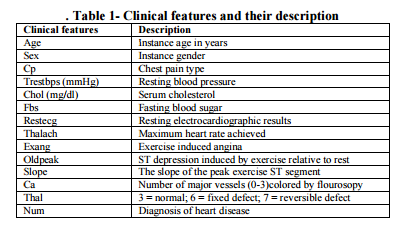 . Table 1- Clinical features and their description
Clinical features Description
Age Instance age in years
Sex Instance gender
Cp Chest pain type
Trestbps (mmHg) Resting blood pressure
Chol (mg/dl) Serum cholesterol
Fbs Fasting blood sugar
Restecg Resting electrocardiographic results
Thalach Maximum heart rate achieved
Exang Exercise induced angina
Oldpeak ST depression induced by exercise relative to rest
Slope The slope of the peak exercise ST segment
Ca Number of major vessels (0-3)colored by flourosopy
Thal 3 = normal; 6 = fixed defect; 7 = reversible defect
Num Diagnosis of heart disease